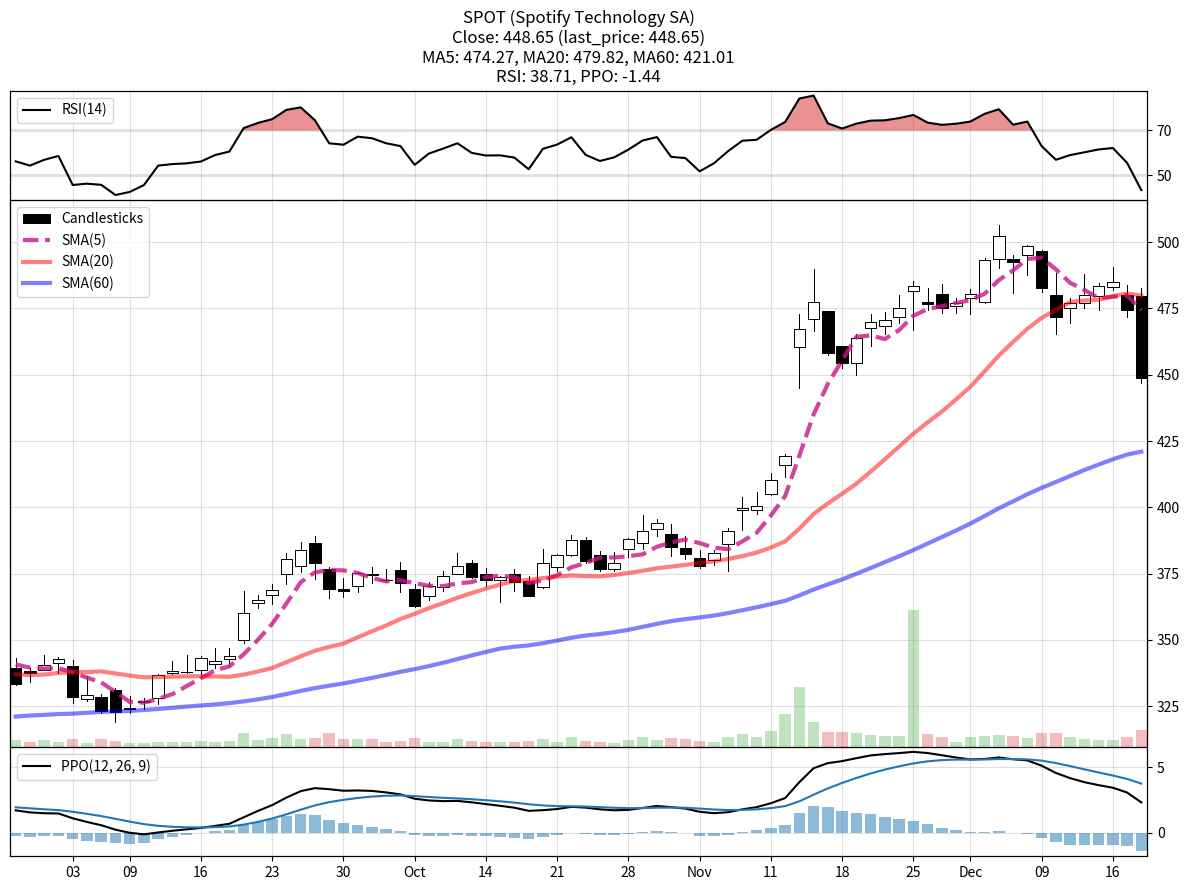 SPOT (Spotify Technology SA)
Close: 448.65 (last_price: 448.65)
MA5: 474.27, MA20: 479.82, MA60: 421.01
RSI: 38.71, PPO: -1.44
RSI(14)
70
50
Candlesticks
SMA(5)
SMA(20)
SMA(60)
500
475
450
425
400
375
350
325
PPO(12, 26, 9)
5
0
03 09 16 23 30 Oct 14 21 28 Nov 11 18 25 Dec 09 16